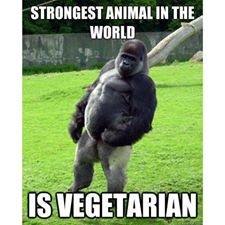 STRONGEST ANIMAL IN THE
WORLD
IS VEGETARIAN